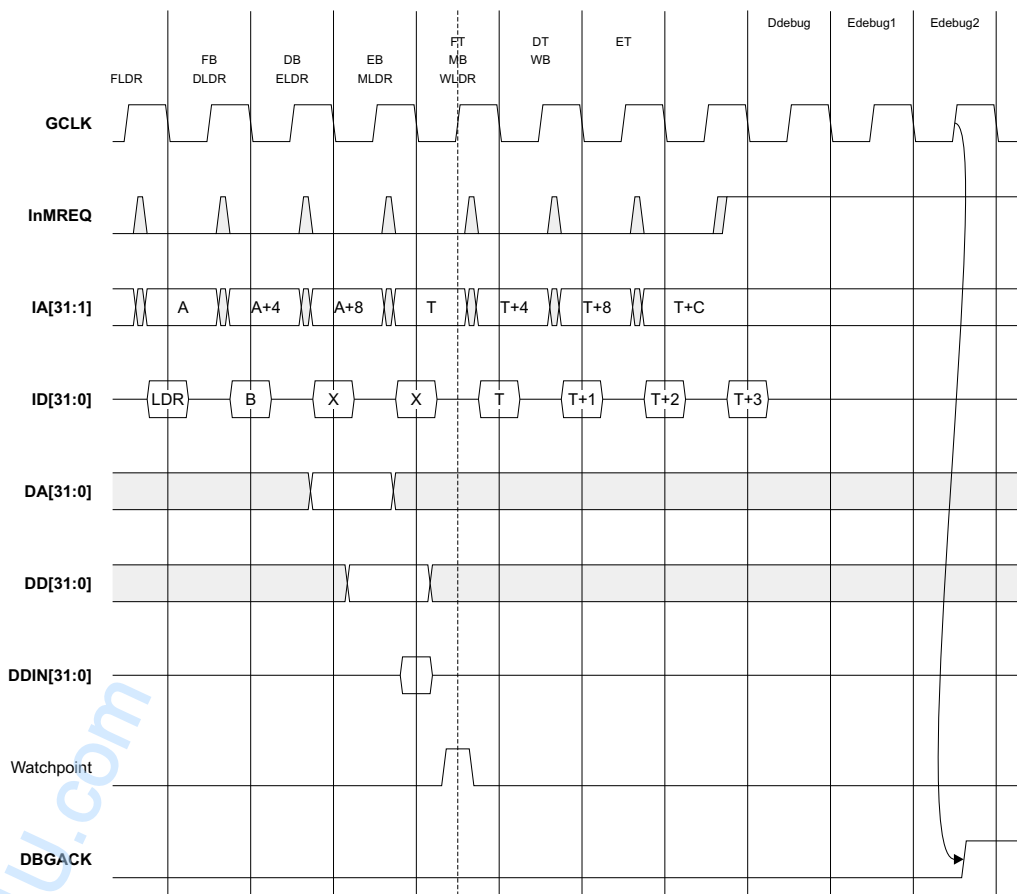 Ddebug Edebug1 Edebug2
FT DT ET
FB DB EB MB WB
FLDR DLDR ELDR MLDR WLDR
GCLK
InMREQ
IA[31:1] A A+4 A+8 T T+4 T+8 T+C
ID[31:0] LDR B X X T T+1 T+2 T+3
DA[31:0]
DD[31:0]
DDIN[31:0]
Watchpoint
DBGACK
U.com